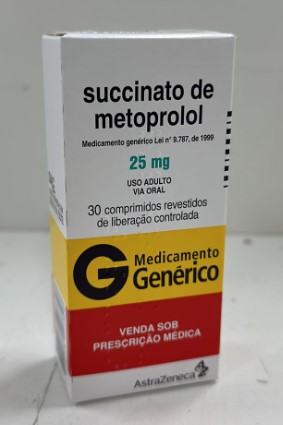 succinato de
metoprolol
Medicamento genérico Lei n° 9.787, de 1999
25 mg
USO ADULTO
VIA ORAL
30 comprimidos revestidos
de liberação controlada
G Medicamento
Genérico
VENDA SOB
PRESCRIÇÃO MÉDICA
AstraZeneca